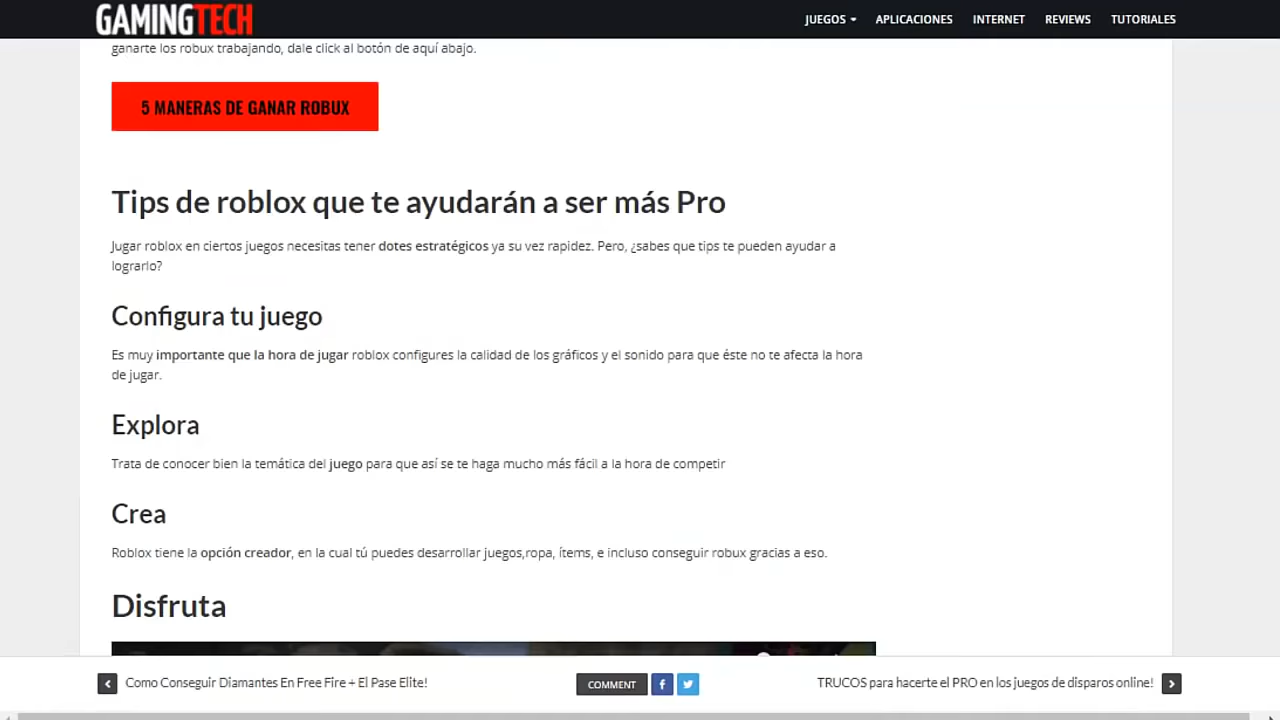 GAMINGTECH
JUEGOS
APLICACIONES
INTERNET
REVIEWS
TUTORIALES
ganarte los robux trabajando, dale click al botón de aquí abajo.
5 MANERAS DE GANAR ROBUX
Tips de roblox que te ayudarán a ser más Pro
Jugar roblox en ciertos juegos necesitas tener dotes estratégicos ya su vez rapidez. Pero, ¿sabes que tips te pueden ayudar a
lograrlo?
Configura tu juego
Es muy importante que la hora de jugar roblox configures la calidad de los gráficos y el sonido para que éste no te afecta la hora
de jugar.
Explora
Trata de conocer bien la temática del juego para que así se te haga mucho más fácil a la hora de competir
Crea
Roblox tiene la opción creador, en la cual tú puedes desarrollar juegos,ropa, ítems, e incluso conseguir robux gracias a eso.
Disfruta
Como Conseguir Diamantes En Free Fire + El Pase Elite!
COMMENT
TRUCOS para hacerte el PRO en los juegos de disparos online!